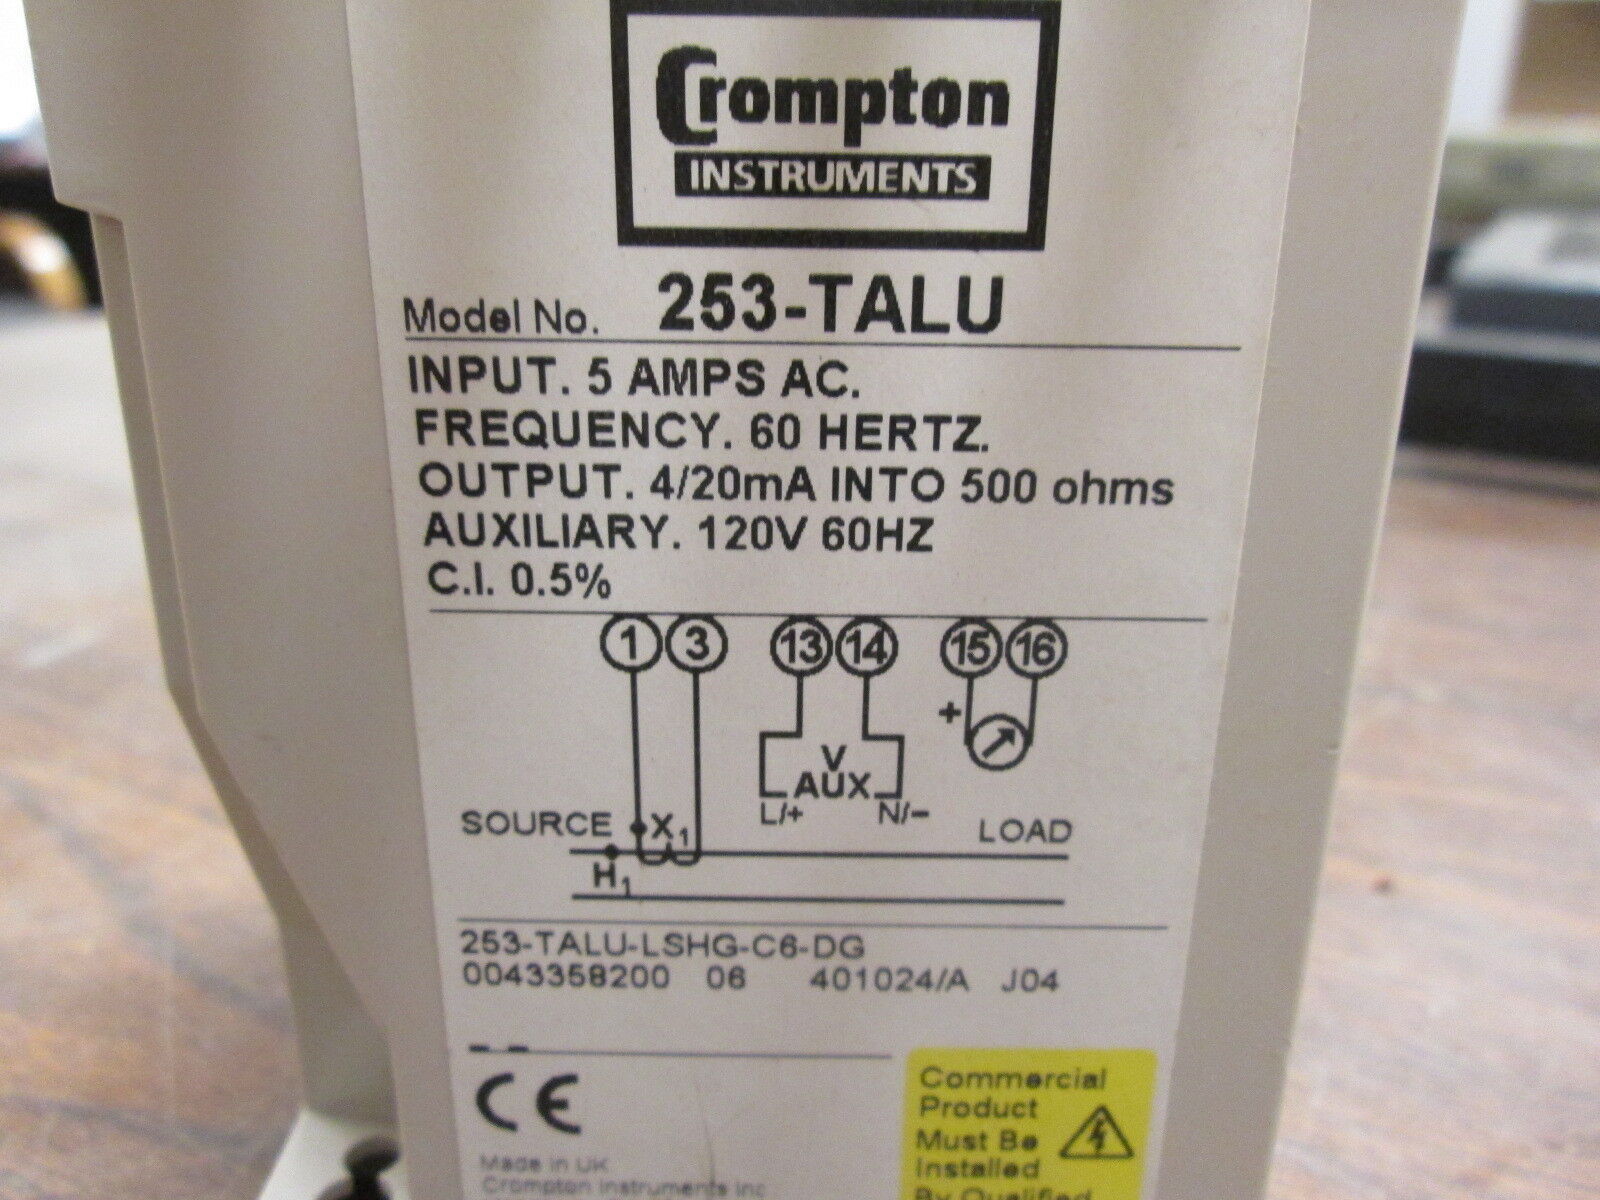 Crompton
INSTRUMENTS
Model No. 253-TALU
INPUT. 5 AMPS AC.
FREQUENCY. 60 HERTZ.
OUTPUT. 4/20mA INTO 500 ohms
AUXILIARY. 120V 60HZ
C.I. 0.5%
1 3 13 14 15 16
+
V
AUX
L/+ N/-
SOURCE X1 LOAD
H1
253-TALU-LSHG-C6-DG
0043358200 06 401024/A J04
CE
Commercial
Product
Must Be
Installed
By Qualified
Made in UK
Crompton Instruments Inc